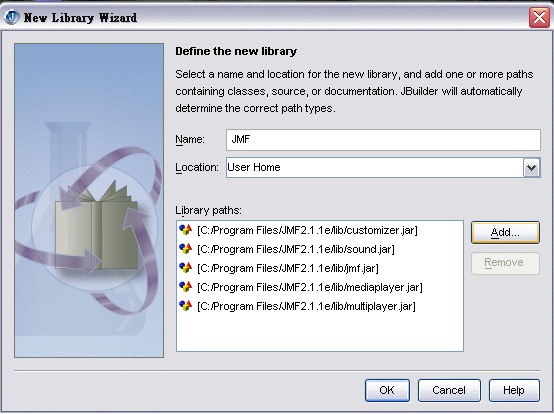 New Library Wizard
Define the new library
Select a name and location for the new library, and add one or more paths
containing classes, source, or documentation. JBuilder will automatically
determine the correct path types.
Name: JMF
Location: User Home
Library paths:
[C:/Program Files/JMF2.1.1e/lib/customizer.jar]
[C:/Program Files/JMF2.1.1e/lib/sound.jar]
[C:/Program Files/JMF2.1.1e/lib/jmf.jar]
[C:/Program Files/JMF2.1.1e/lib/mediaplayer.jar]
[C:/Program Files/JMF2.1.1e/lib/multiplayer.jar]
Add...
Remove
OK Cancel Help